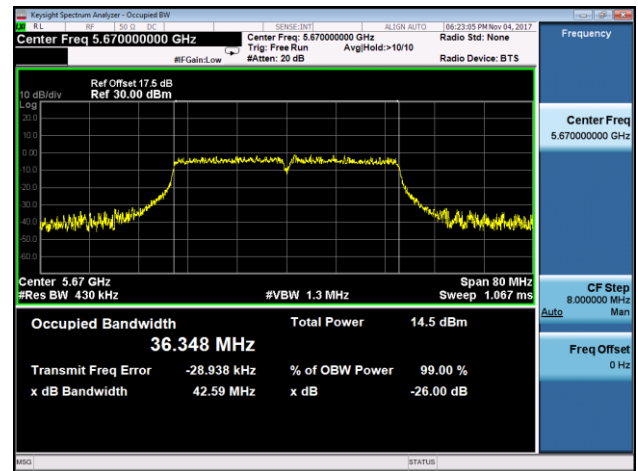 Keysight Spectrum Analyzer - Occupied BW
RL RF 50 Ω DC SENSE:INT ALIGN AUTO 06:23:05 PM Nov 04, 2017
Center Freq 5.670000000 GHz
Center Freq: 5.670000000 GHz Radio Std: None
Trig: Free Run Avg|Hold:>10/10
#IFGain:Low #Atten: 20 dB Radio Device: BTS
Ref Offset 17.5 dB
10 dB/div Ref 30.00 dBm
Log
20.0
10.0
0.00
-10.0
-20.0
-30.0
-40.0
-50.0
-60.0
Center 5.67 GHz Span 80 MHz
#Res BW 430 kHz #VBW 1.3 MHz Sweep 1.067 ms
Occupied Bandwidth Total Power 14.5 dBm
36.348 MHz
Transmit Freq Error -28.938 kHz % of OBW Power 99.00 %
x dB Bandwidth 42.59 MHz x dB -26.00 dB
MSG STATUS
Frequency
Center Freq
5.670000000 GHz
CF Step
8.000000 MHz
Auto Man
Freq Offset
0 Hz